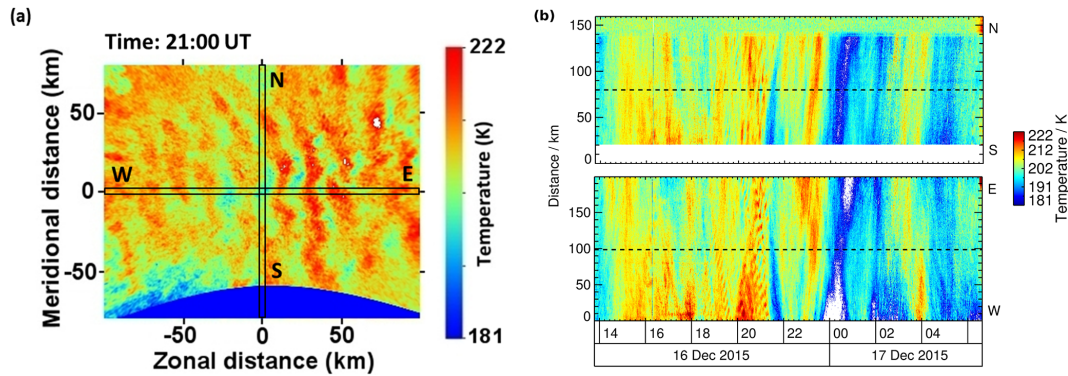 (a)
Time: 21:00 UT
Meridional distance (km)
50
0
-50
N
W
E
S
-50
-0
50
Zonal distance (km)
222
181
Temperature (K)
(b)
Distance / km
150
100
50
0
N
S
150
100
50
0
E
W
14
16
18
20
22
00
02
04
16 Dec 2015
17 Dec 2015
222
212
202
191
181
Temperature / K